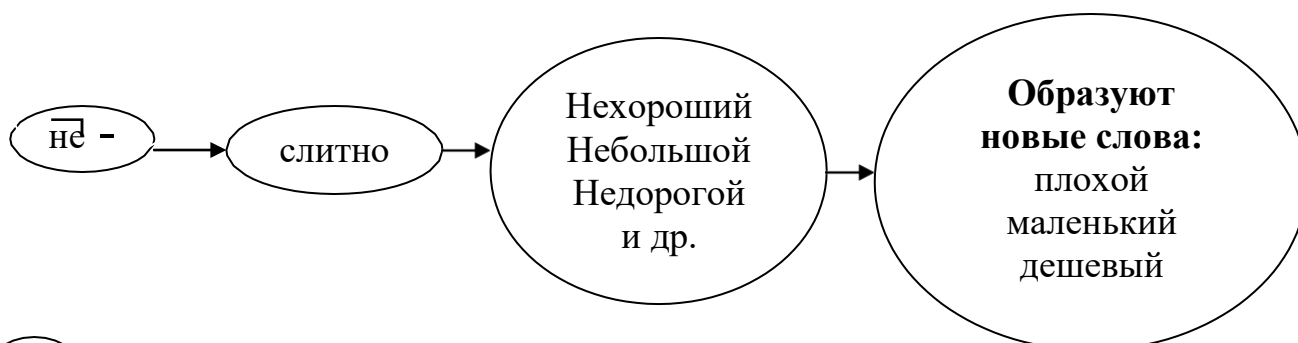 не -
слитно
Нехороший
Небольшой
Недорогой
и др.
Образуют
новые слова:
плохой
маленький
дешевый